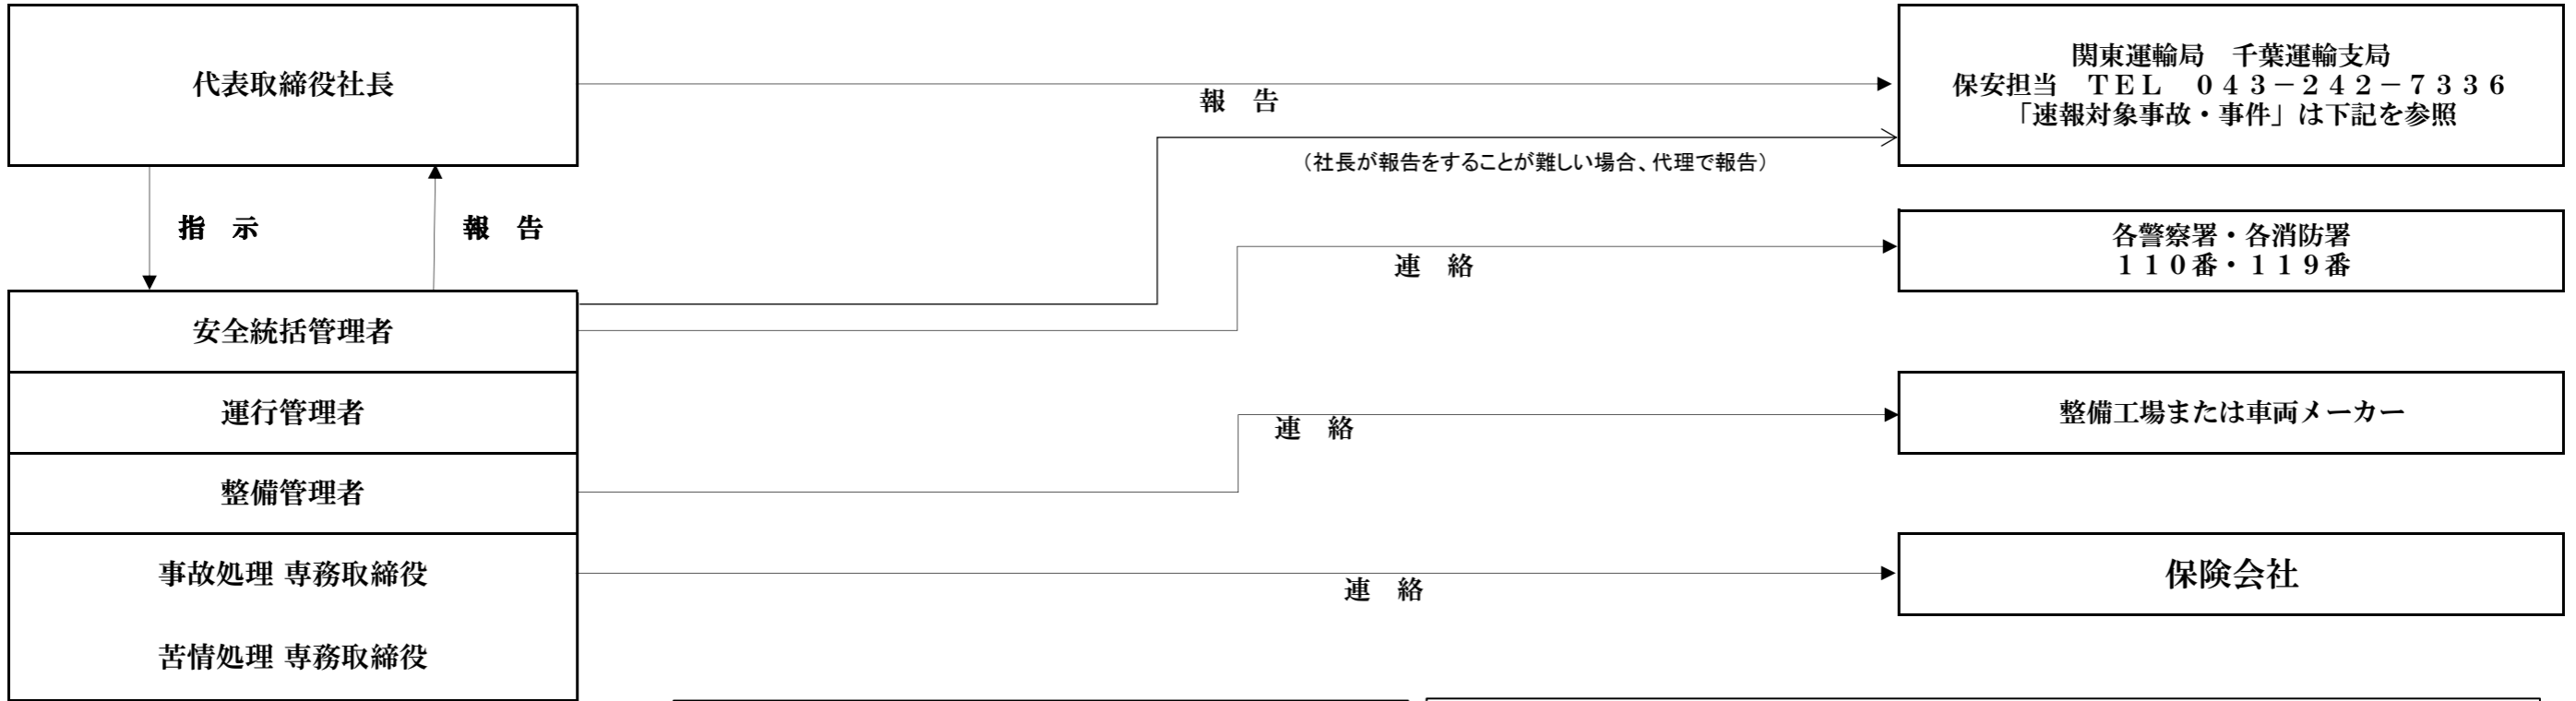 代表取締役社長
関東運輸局　千葉運輸支局
保安担当　ＴＥＬ　０４３－２４２－７３３６
「速報対象事故・事件」は下記を参照
報　告
（社長が報告をすることが難しい場合、代理で報告）
指　示
報　告
各警察署・各消防署
１１０番・１１９番
連　絡
安全統括管理者
運行管理者
連　絡
整備工場または車両メーカー
整備管理者
事故処理 専務取締役
連　絡
保険会社
苦情処理 専務取締役